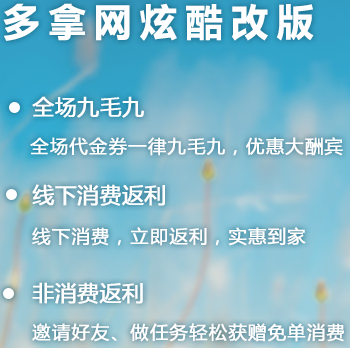 多拿网炫酷改版
全场九毛九
全场代金券一律九毛九，优惠大酬宾
线下消费返利
线下消费，立即返利，实惠到家
非消费返利
邀请好友、做任务轻松获赠免单消费